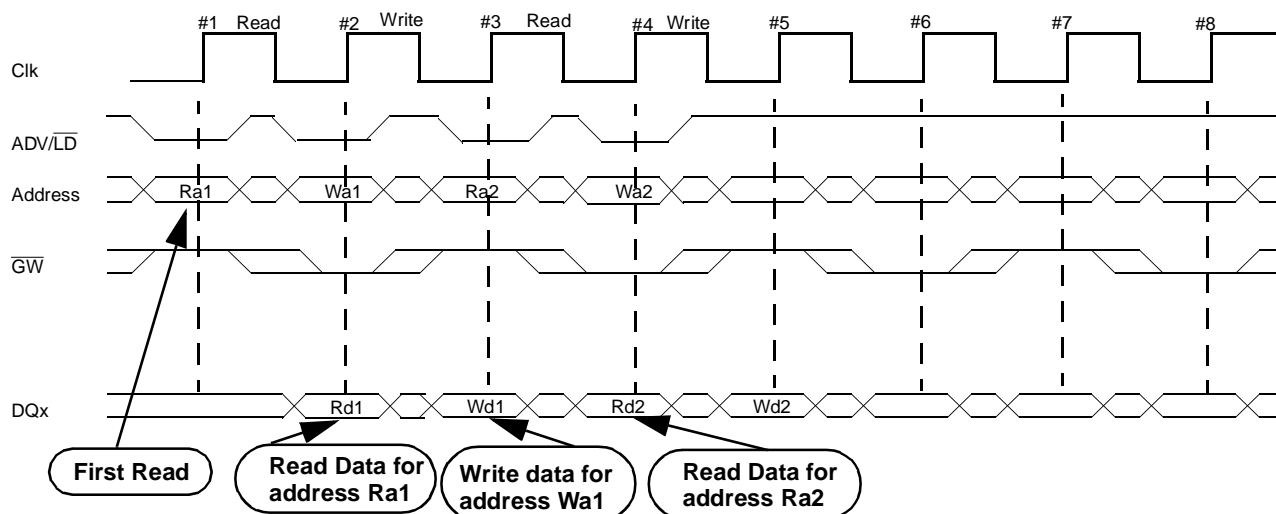 #1 Read #2 Write #3 Read #4 Write #5 #6 #7 #8
Clk
ADV/LD
Address Ra1 Wa1 Ra2 Wa2
GW
DQx Rd1 Wd1 Rd2 Wd2
First Read
Read Data for
address Ra1
Write data for
address Wa1
Read Data for
address Ra2